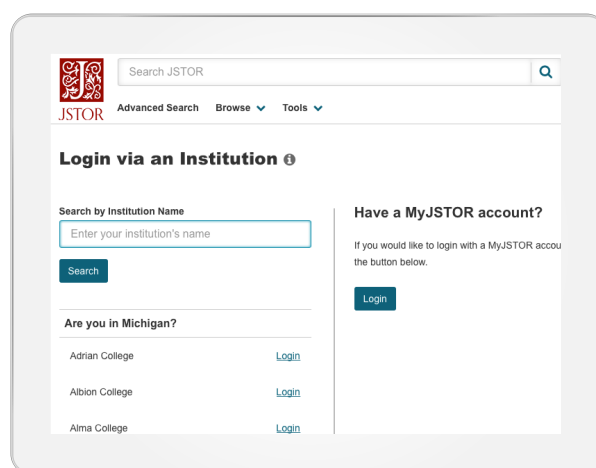 Search JSTOR
JSTOR
Advanced Search Browse Tools
Login via an Institution
Search by Institution Name
Enter your institution's name
Search
Are you in Michigan?
Adrian College Login
Albion College Login
Alma College Login
Have a MyJSTOR account?
If you would like to login with a MyJSTOR accou
the button below.
Login